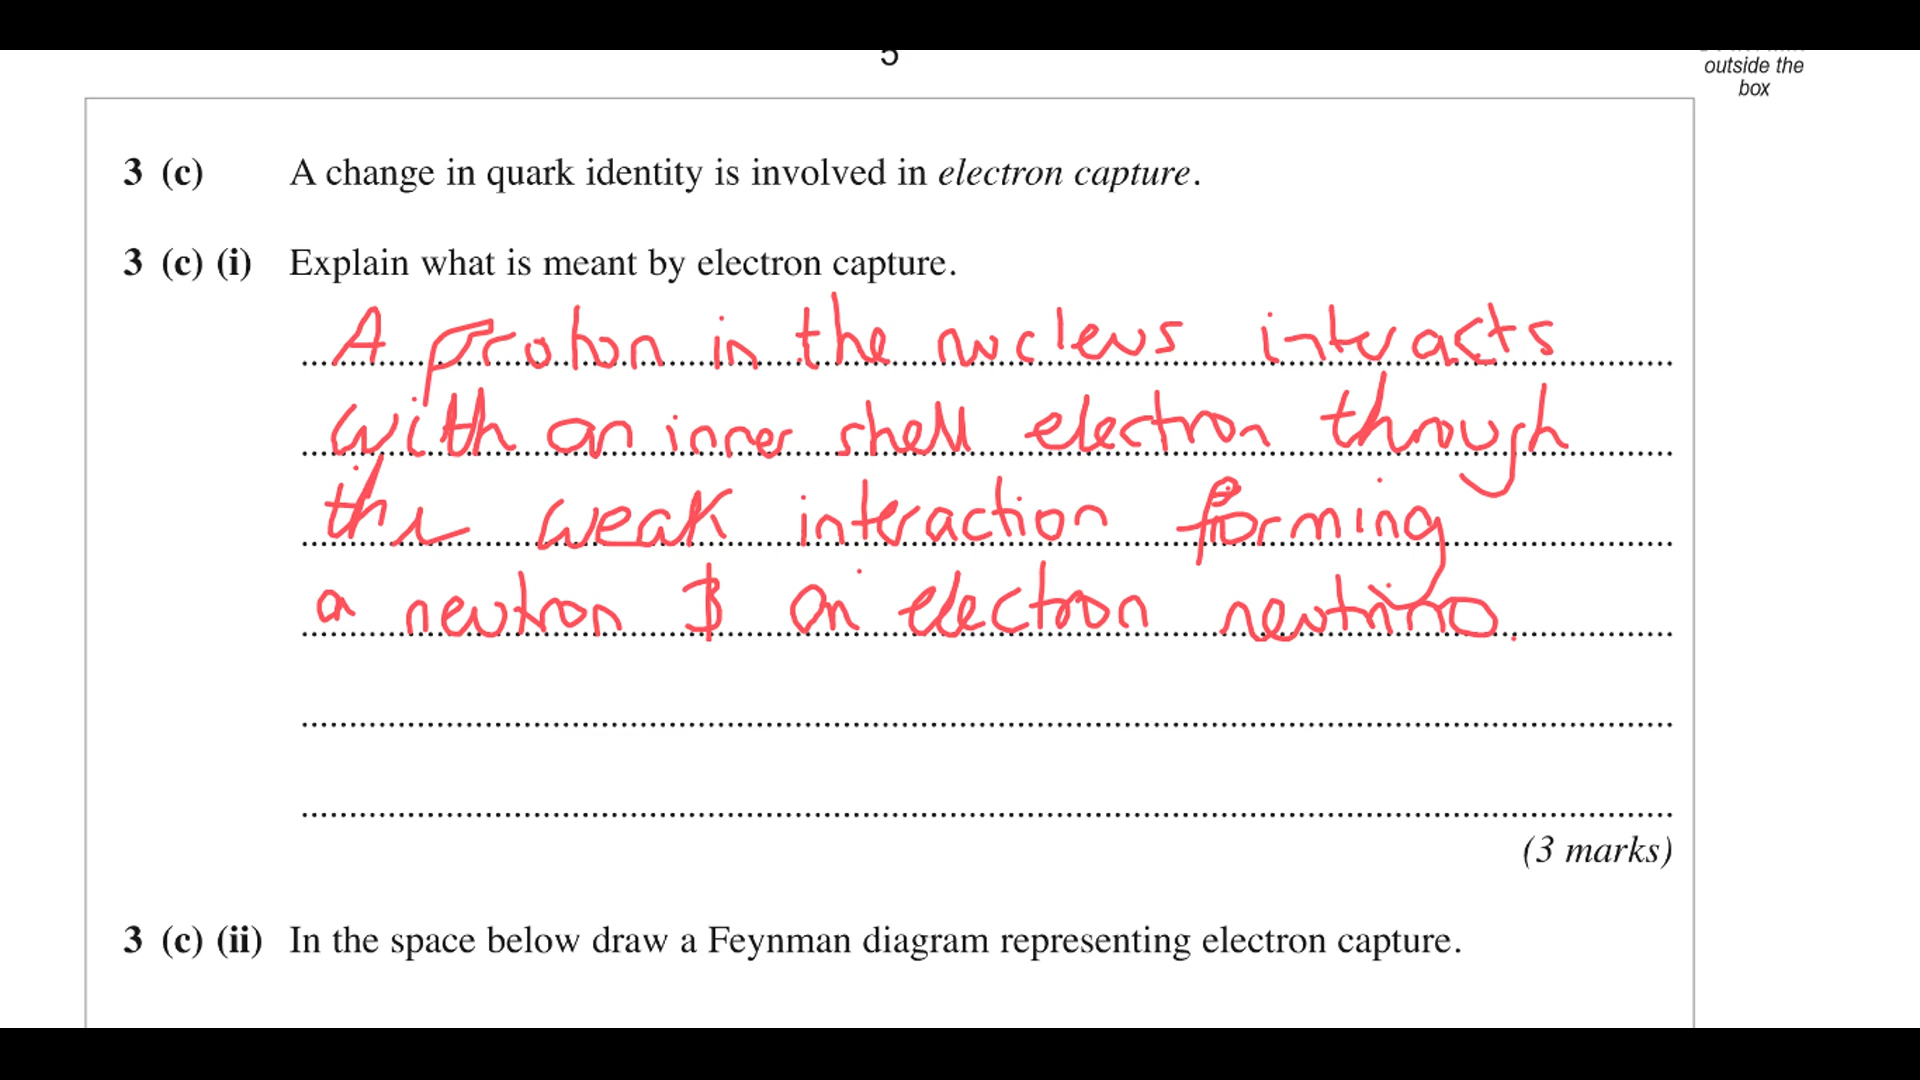 5
outside the
box
3 (c) A change in quark identity is involved in electron capture.
3 (c) (i) Explain what is meant by electron capture.
A proton in the nucleus interacts
with an inner shell electron through
the weak interaction forming
a neutron & an electron neutrino.
(3 marks)
3 (c) (ii) In the space below draw a Feynman diagram representing electron capture.